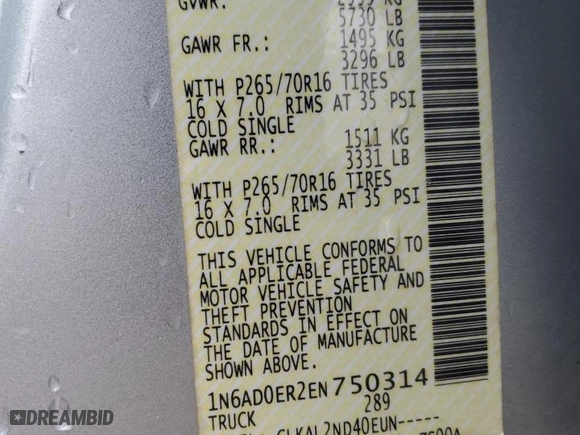 GVWR: 2599 KG
5730 LB
GAWR FR.: 1495 KG
3296 LB
WITH P265/70R16 TIRES
16 X 7.0 RIMS AT 35 PSI
COLD SINGLE
GAWR RR.: 1511 KG
3331 LB
WITH P265/70R16 TIRES
16 X 7.0 RIMS AT 35 PSI
COLD SINGLE
THIS VEHICLE CONFORMS TO
ALL APPLICABLE FEDERAL
MOTOR VEHICLE SAFETY AND
THEFT PREVENTION
STANDARDS IN EFFECT ON
THE DATE OF MANUFACTURE
SHOWN ABOVE.
1N6AD0ER2EN750314
TRUCK 289
GLKAL2ND40EUN-----
DREAMBID